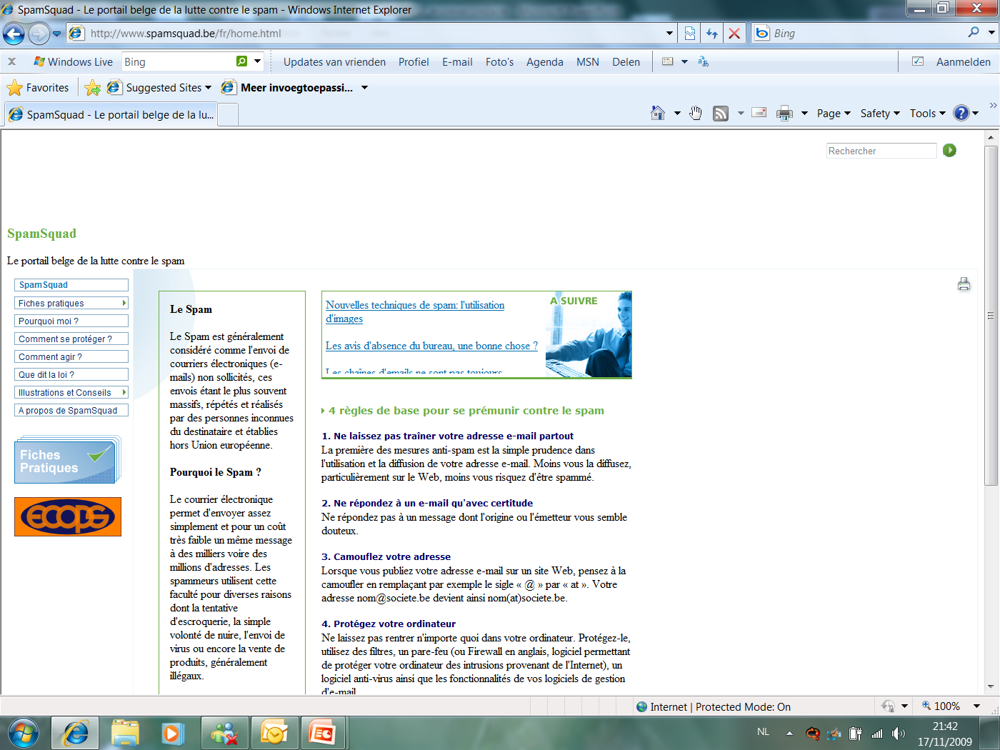 SpamSquad - Le portail belge de la lutte contre le spam - Windows Internet Explorer
http://www.spamsquad.be/fr/home.html
Bing
x Windows Live Bing Updates van vrienden Profiel E-mail Foto's Agenda MSN Delen Aanmelden
Favorites Suggested Sites Meer invoegtoepassi...
SpamSquad - Le portail belge de la lu... Page Safety Tools
Rechercher
SpamSquad
Le portail belge de la lutte contre le spam
SpamSquad
Fiches pratiques
Pourquoi moi ?
Comment se protéger ?
Comment agir ?
Que dit la loi ?
Illustrations et Conseils
A propos de SpamSquad
Fiches
Pratiques
ECOPS
Le Spam
Le Spam est généralement
considéré comme l'envoi de
courriers électroniques (e-
mails) non sollicités, ces
envois étant le plus souvent
massifs, répétés et réalisés
par des personnes inconnues
du destinataire et établies
hors Union européenne.
Pourquoi le Spam ?
Le courrier électronique
permet d'envoyer assez
simplement et pour un coût
très faible un même message
à des milliers voire des
millions d'adresses. Les
spammeurs utilisent cette
faculté pour diverses raisons
dont la tentative
d'escroquerie, la simple
volonté de nuire, l'envoi de
virus ou encore la vente de
produits, généralement
illégaux.
Nouvelles techniques de spam: l'utilisation
d'images
Les avis d'absence du bureau, une bonne chose ?
Les chaînes d'emails ne sont pas toujours
A SUIVRE
4 règles de base pour se prémunir contre le spam
1. Ne laissez pas traîner votre adresse e-mail partout
La première des mesures anti-spam est la simple prudence dans
l'utilisation et la diffusion de votre adresse e-mail. Moins vous la diffusez,
particulièrement sur le Web, moins vous risquez d'être spammé.
2. Ne répondez à un e-mail qu'avec certitude
Ne répondez pas à un message dont l'origine ou l'émetteur vous semble
douteux.
3. Camouflez votre adresse
Lorsque vous publiez votre adresse e-mail sur un site Web, pensez à la
camoufler en remplaçant par exemple le sigle « @ » par « at ». Votre
adresse nom@societe.be devient ainsi nom(at)societe.be.
4. Protégez votre ordinateur
Ne laissez pas rentrer n'importe quoi dans votre ordinateur. Protégez-le,
utilisez des filtres, un pare-feu (ou Firewall en anglais, logiciel permettant
de protéger votre ordinateur des intrusions provenant de l'Internet), un
logiciel anti-virus ainsi que les fonctionnalités de vos logiciels de gestion
d'e-mail
Internet | Protected Mode: On 100%
NL 21:42
17/11/2009